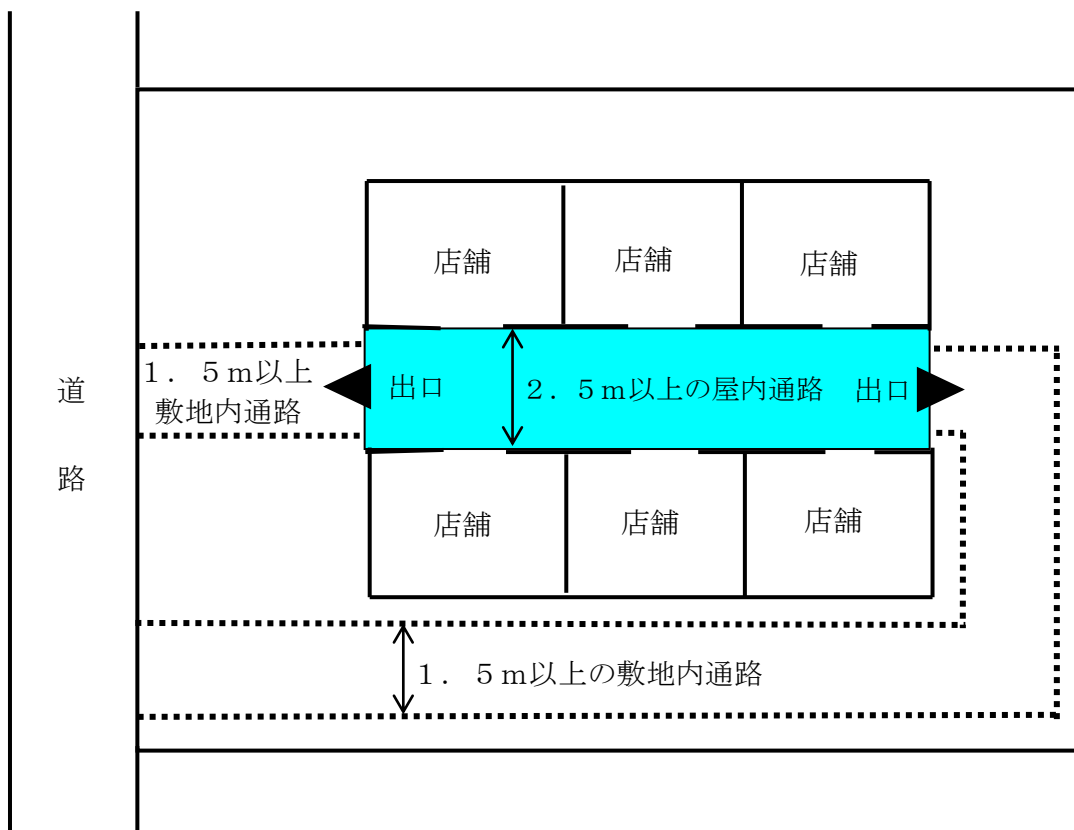 店舗
店舗
店舗
道
路
１．５ｍ以上
敷地内通路
出口
２．５ｍ以上の屋内通路
出口
店舗
店舗
店舗
１．５ｍ以上の敷地内通路